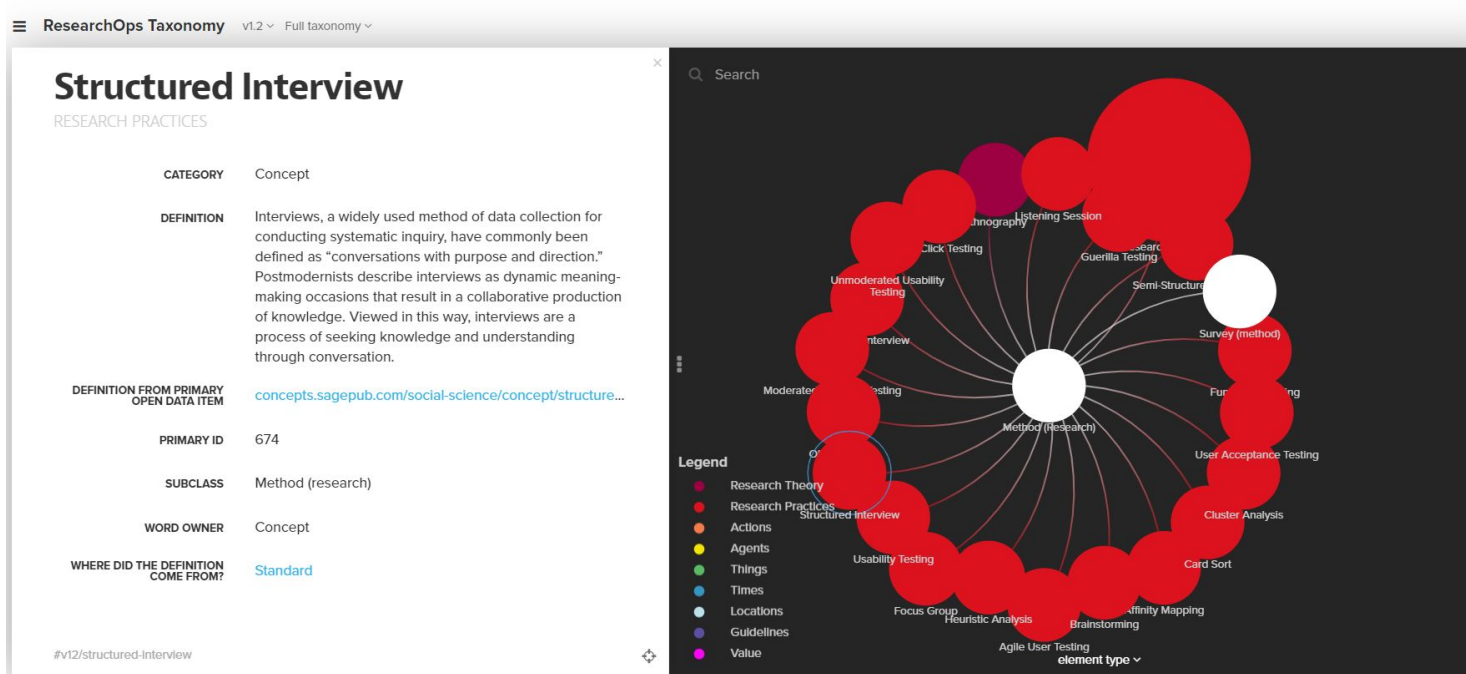 ResearchOps Taxonomy v1.2 Full taxonomy
Structured Interview
RESEARCH PRACTICES
CATEGORY Concept
DEFINITION Interviews, a widely used method of data collection for
conducting systematic inquiry, have commonly been
defined as “conversations with purpose and direction.”
Postmodernists describe interviews as dynamic meaning-
making occasions that result in a collaborative production
of knowledge. Viewed in this way, interviews are a
process of seeking knowledge and understanding
through conversation.
DEFINITION FROM PRIMARY
OPEN DATA ITEM concepts.sagepub.com/social-science/concept/structure...
PRIMARY ID 674
SUBCLASS Method (research)
WORD OWNER Concept
WHERE DID THE DEFINITION
COME FROM? Standard
#v12/structured-interview
Search
Listening Session
Click Testing
Guerilla Testing
Unmoderated Usability
Testing
Survey (method)
Method (Research)
User Acceptance Testing
Structured Interview
Cluster Analysis
Usability Testing
Card Sort
Focus Group
Heuristic Analysis
Affinity Mapping
Brainstorming
Agile User Testing
element type
Legend
Research Theory
Research Practices
Actions
Agents
Things
Times
Locations
Guidelines
Value